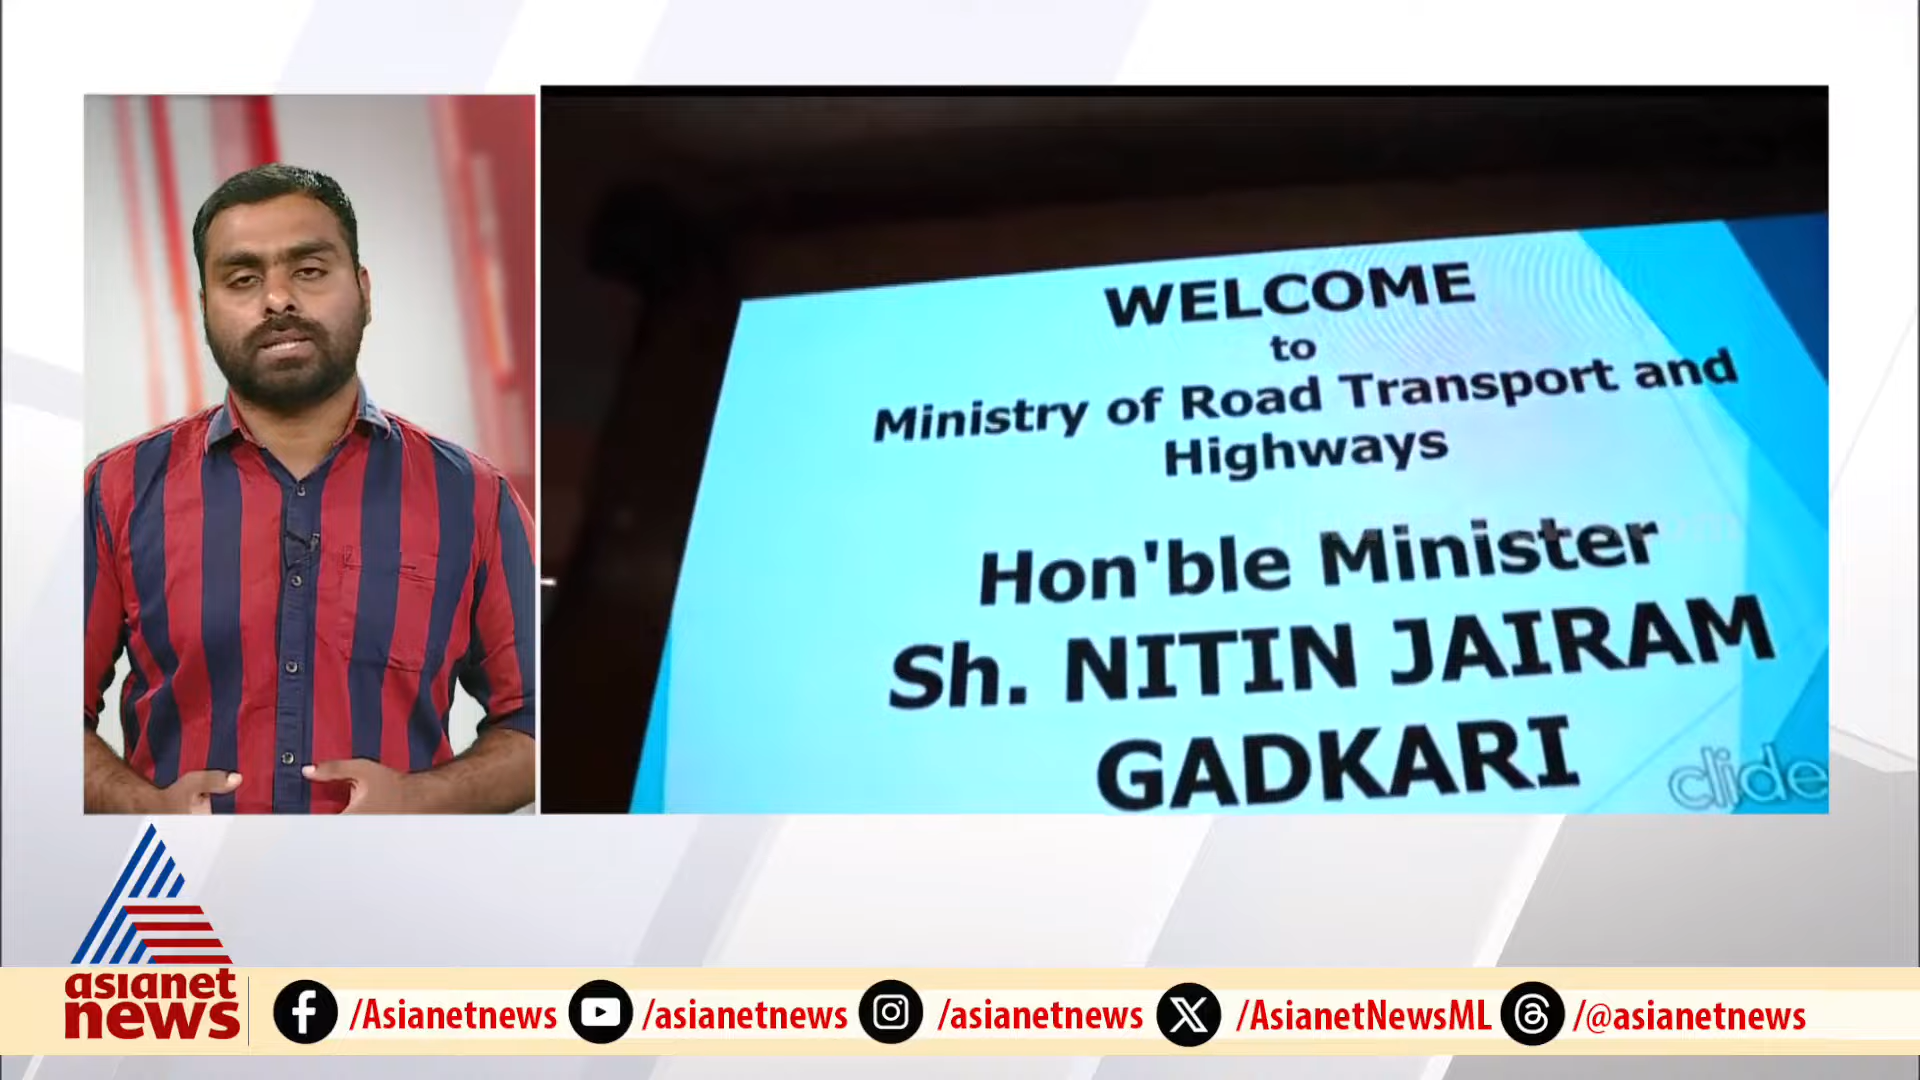 WELCOME
to
Ministry of Road Transport and
Highways
Hon'ble Minister
Sh. NITIN JAIRAM
GADKARI
clide
asianet
news
/Asianetnews
/asianetnews
/asianetnews
/AsianetNewsML
/@asianetnews